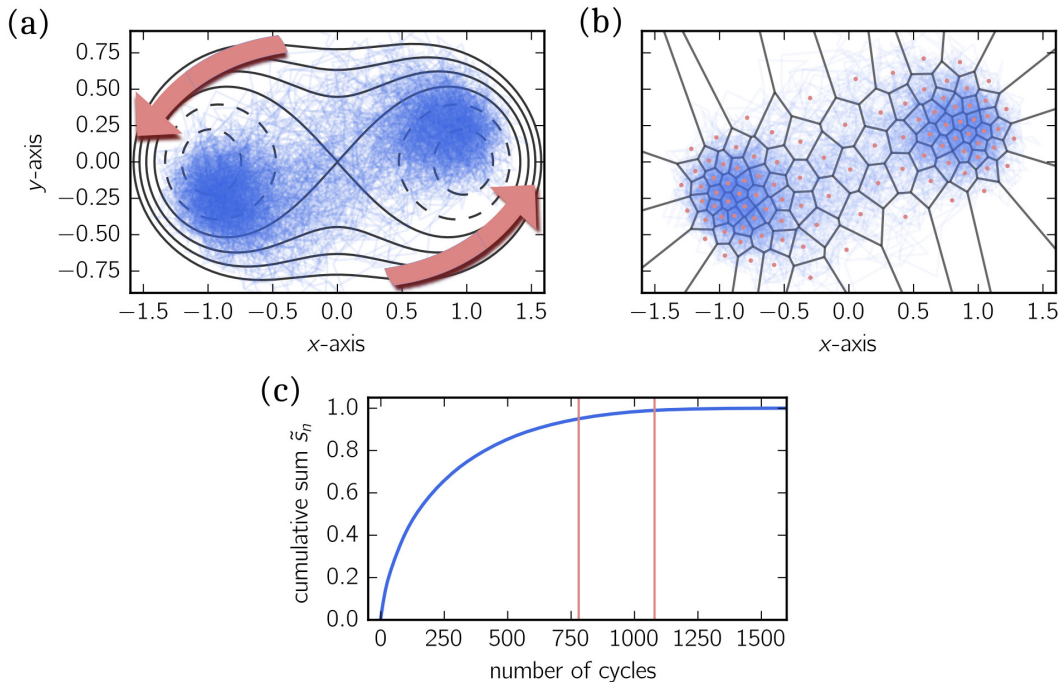 (a)
0.75
0.50
0.25
0.00
−0.25
−0.50
−0.75
y-axis
−1.5 −1.0 −0.5 0.0 0.5 1.0 1.5
x-axis
(b)
−1.5 −1.0 −0.5 0.0 0.5 1.0 1.5
x-axis
(c)
1.0
0.8
0.6
0.4
0.2
0.0
cumulative sum s̃ₙ
0 250 500 750 1000 1250 1500
number of cycles